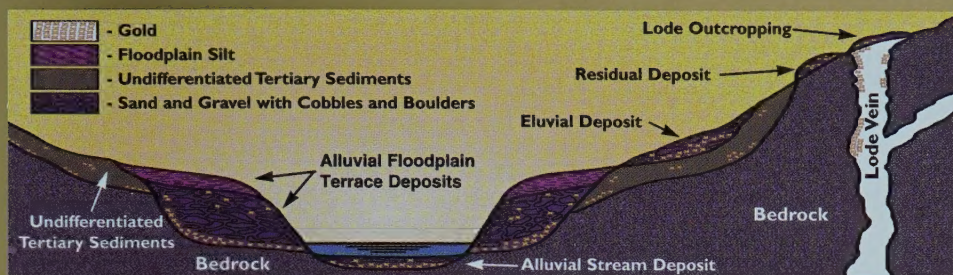 - Gold
- Floodplain Silt
- Undifferentiated Tertiary Sediments
- Sand and Gravel with Cobbles and Boulders
Lode Outcropping
Residual Deposit
Eluvial Deposit
Alluvial Floodplain
Terrace Deposits
Lode Vein
Undifferentiated
Tertiary Sediments
Bedrock
Bedrock
Alluvial Stream Deposit